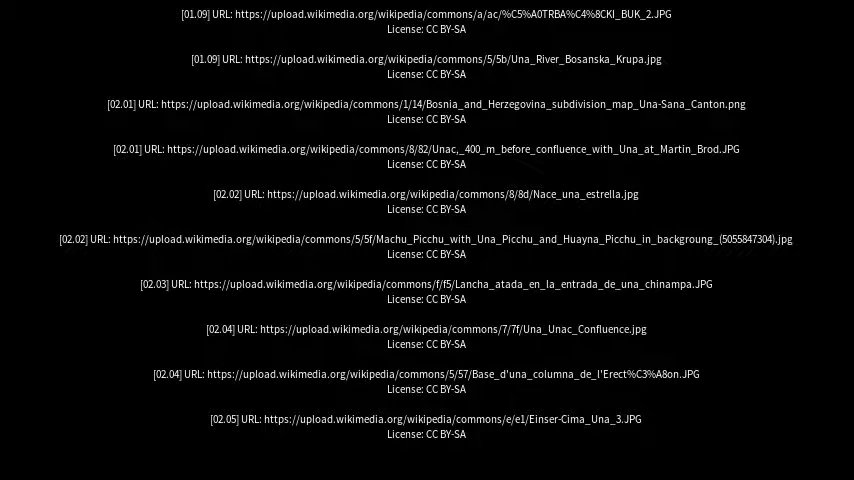 [01.09] URL: https://upload.wikimedia.org/wikipedia/commons/a/ac/%C5%A0TRBA%C4%8CKI_BUK_2.JPG
License: CC BY-SA
[01.09] URL: https://upload.wikimedia.org/wikipedia/commons/5/5b/Una_River_Bosanska_Krupa.jpg
License: CC BY-SA
[02.01] URL: https://upload.wikimedia.org/wikipedia/commons/1/14/Bosnia_and_Herzegovina_subdivision_map_Una-Sana_Canton.png
License: CC BY-SA
[02.01] URL: https://upload.wikimedia.org/wikipedia/commons/8/82/Unac,_400_m_before_confluence_with_Una_at_Martin_Brod.JPG
License: CC BY-SA
[02.02] URL: https://upload.wikimedia.org/wikipedia/commons/8/8d/Nace_una_estrella.jpg
License: CC BY-SA
[02.02] URL: https://upload.wikimedia.org/wikipedia/commons/5/5f/Machu_Picchu_with_Una_Picchu_and_Huayna_Picchu_in_backgroung_(5055847304).jpg
License: CC BY-SA
[02.03] URL: https://upload.wikimedia.org/wikipedia/commons/f/f5/Lancha_atada_en_la_entrada_de_una_chinampa.JPG
License: CC BY-SA
[02.04] URL: https://upload.wikimedia.org/wikipedia/commons/7/7f/Una_Unac_Confluence.jpg
License: CC BY-SA
[02.04] URL: https://upload.wikimedia.org/wikipedia/commons/5/57/Base_d'una_columna_de_l'Erect%C3%A8on.JPG
License: CC BY-SA
[02.05] URL: https://upload.wikimedia.org/wikipedia/commons/e/e1/Einser-Cima_Una_3.JPG
License: CC BY-SA